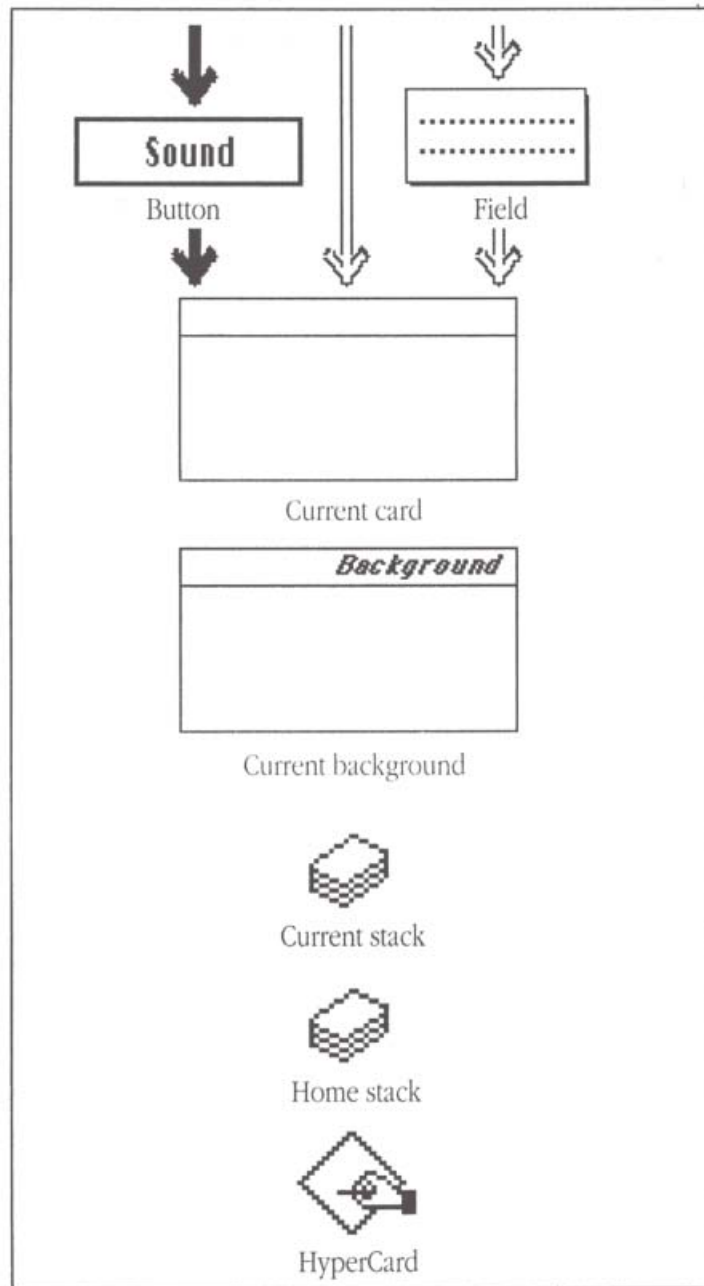 Sound
Button
Field
Current card
Background
Current background
Current stack
Home stack
HyperCard